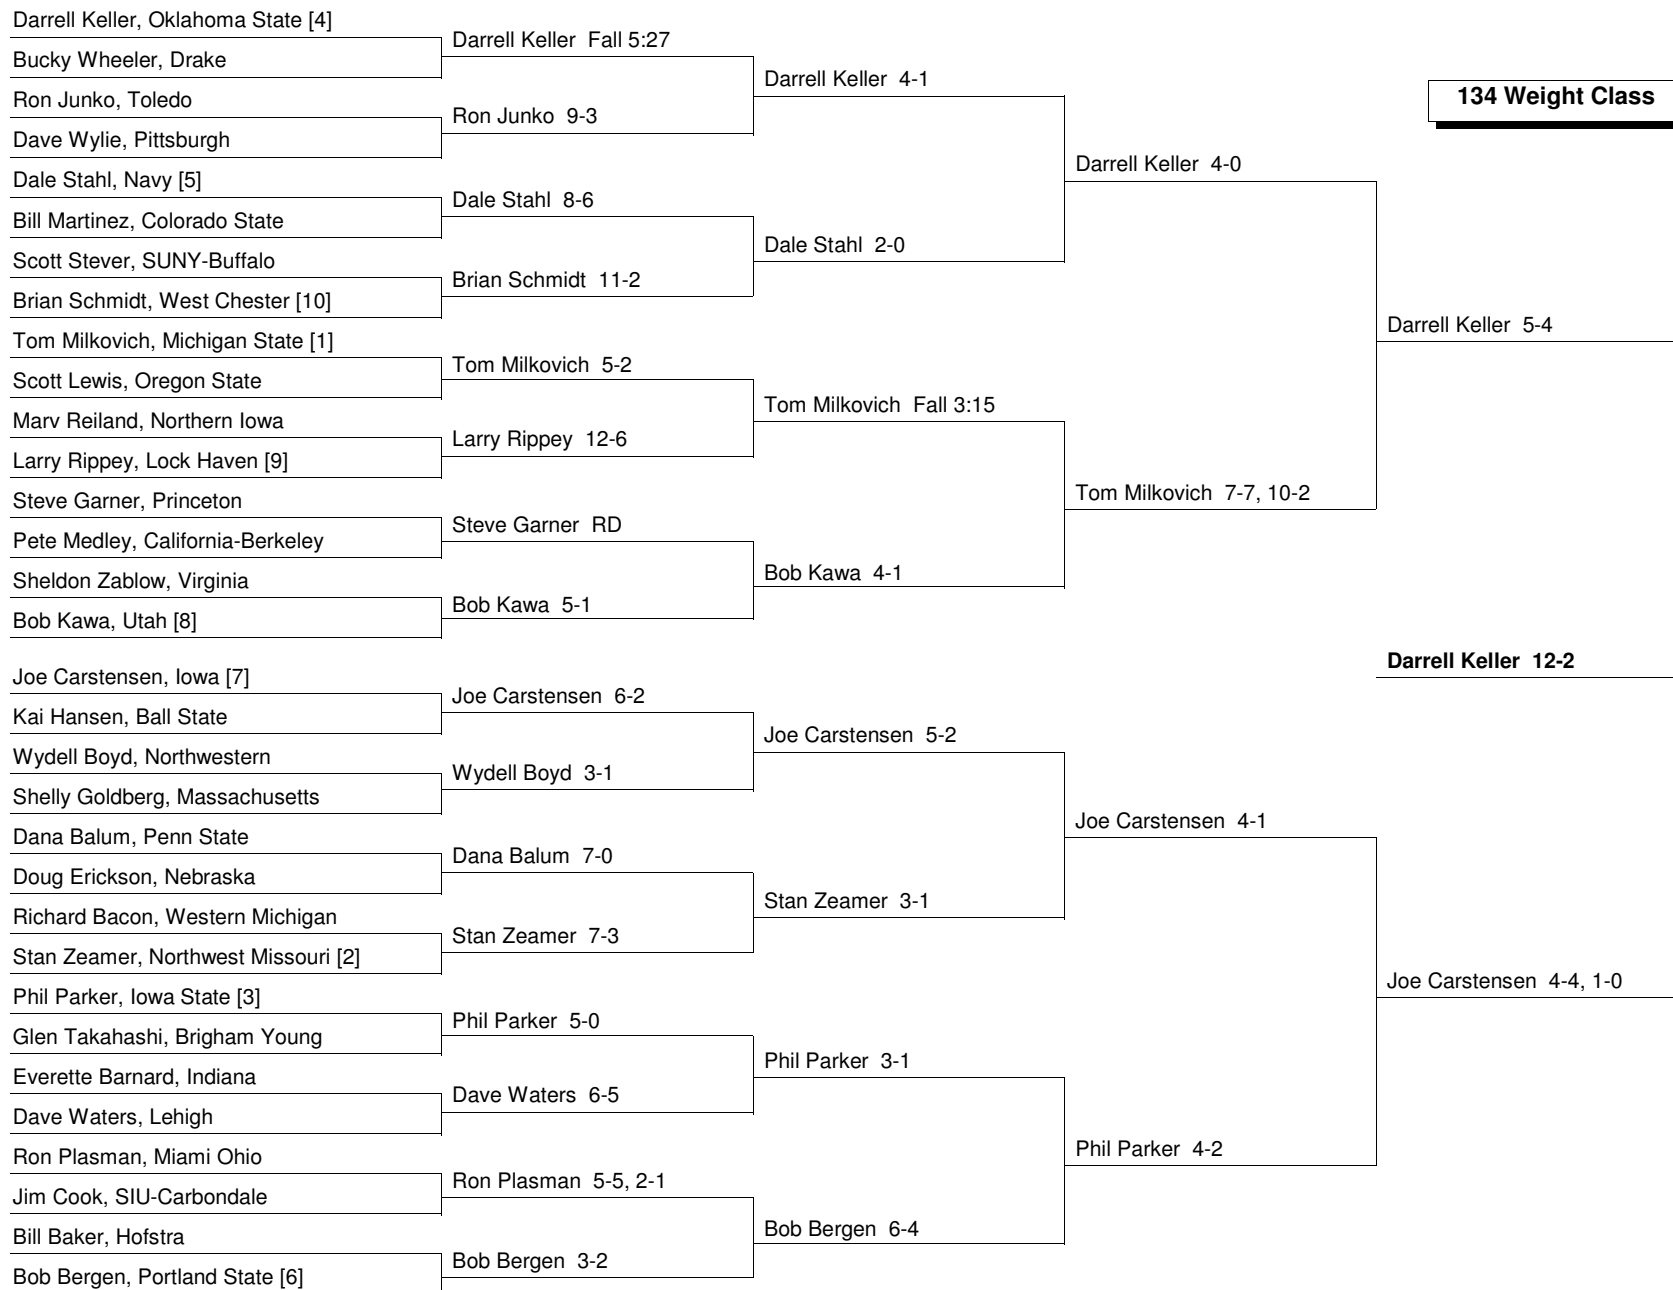 Darrell Keller, Oklahoma State [4]
Bucky Wheeler, Drake
Ron Junko, Toledo
Dave Wylie, Pittsburgh
Dale Stahl, Navy [5]
Bill Martinez, Colorado State
Scott Stever, SUNY-Buffalo
Brian Schmidt, West Chester [10]
Tom Milkovich, Michigan State [1]
Scott Lewis, Oregon State
Marv Reiland, Northern Iowa
Larry Rippey, Lock Haven [9]
Steve Garner, Princeton
Pete Medley, California-Berkeley
Sheldon Zablow, Virginia
Bob Kawa, Utah [8]
Joe Carstensen, Iowa [7]
Kai Hansen, Ball State
Wydell Boyd, Northwestern
Shelly Goldberg, Massachusetts
Dana Balum, Penn State
Doug Erickson, Nebraska
Richard Bacon, Western Michigan
Stan Zeamer, Northwest Missouri [2]
Phil Parker, Iowa State [3]
Glen Takahashi, Brigham Young
Everette Barnard, Indiana
Dave Waters, Lehigh
Ron Plasman, Miami Ohio
Jim Cook, SIU-Carbondale
Bill Baker, Hofstra
Bob Bergen, Portland State [6]
Darrell Keller Fall 5:27
Ron Junko 9-3
Dale Stahl 8-6
Brian Schmidt 11-2
Tom Milkovich 5-2
Larry Rippey 12-6
Steve Garner RD
Bob Kawa 5-1
Joe Carstensen 6-2
Wydell Boyd 3-1
Dana Balum 7-0
Stan Zeamer 7-3
Phil Parker 5-0
Dave Waters 6-5
Ron Plasman 5-5, 2-1
Bob Bergen 3-2
Darrell Keller 4-1
Dale Stahl 2-0
Tom Milkovich Fall 3:15
Bob Kawa 4-1
Joe Carstensen 5-2
Stan Zeamer 3-1
Phil Parker 3-1
Bob Bergen 6-4
Darrell Keller 4-0
Tom Milkovich 7-7, 10-2
Joe Carstensen 4-1
Phil Parker 4-2
134 Weight Class
Darrell Keller 5-4
Darrell Keller 12-2
Joe Carstensen 4-4, 1-0